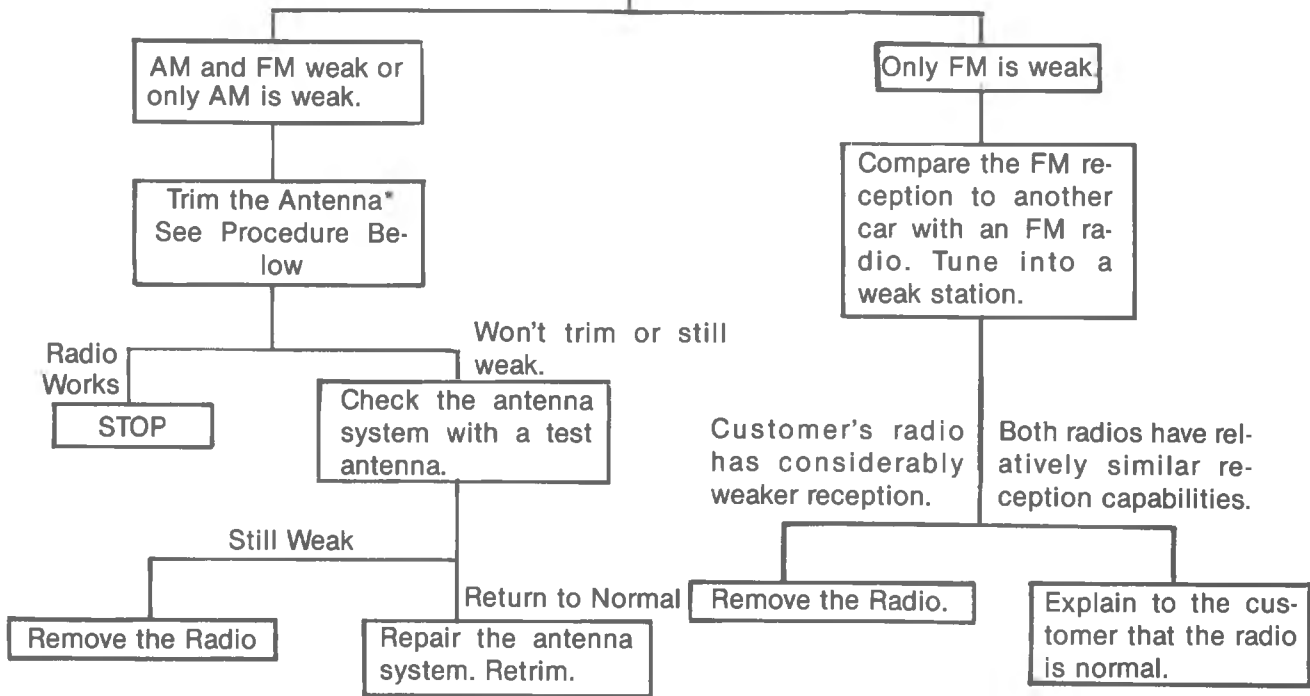 AM and FM weak or
only AM is weak.
Trim the Antenna*
See Procedure Be-
low
Radio
Works
STOP
Won't trim or still
weak.
Check the antenna
system with a test
antenna.
Still Weak
Remove the Radio
Return to Normal
Repair the antenna
system. Retrim.
Only FM is weak.
Compare the FM re-
ception to another
car with an FM ra-
dio. Tune into a
weak station.
Customer's radio
has considerably
weaker reception.
Remove the Radio.
Both radios have rel-
atively similar re-
ception capabilities.
Explain to the cus-
tomer that the radio
is normal.